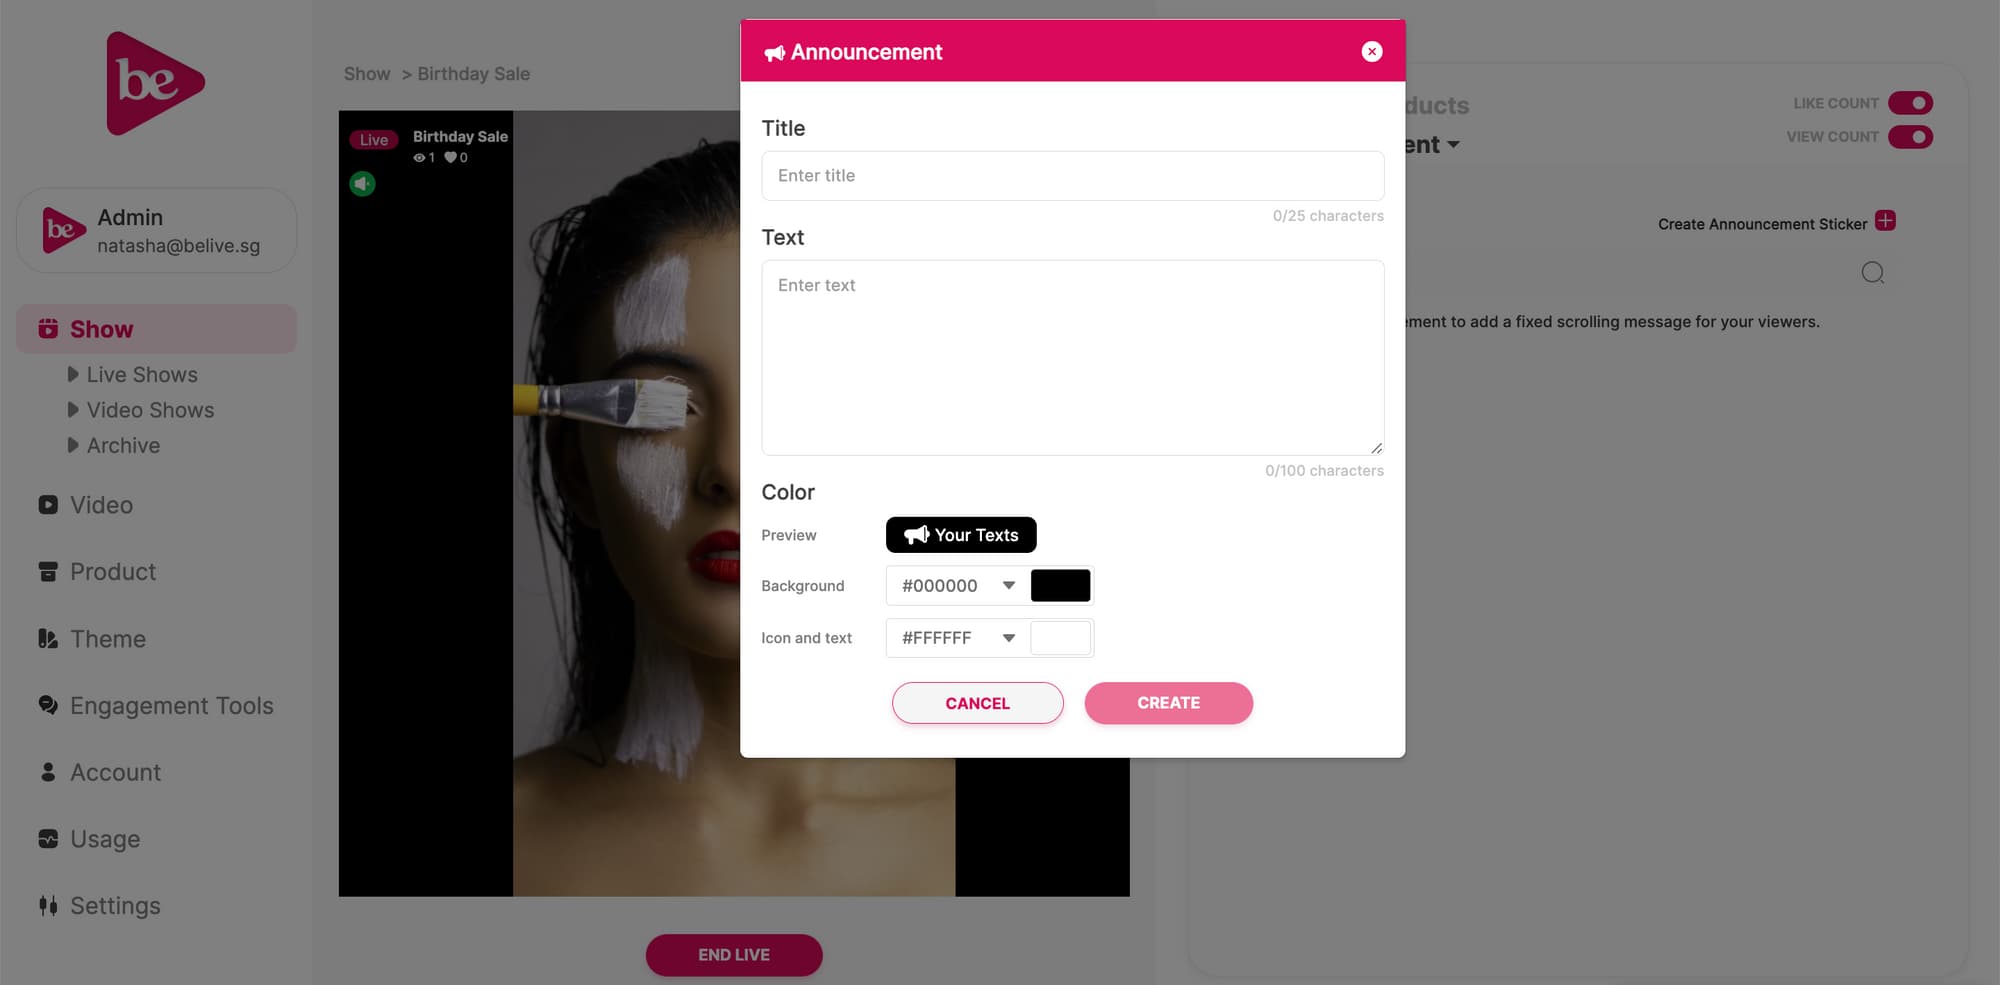 be
Admin
be
natasha@belive.sg
Show
Live Shows
Video Shows
Archive
Video
Product
Theme
Engagement Tools
Account
Usage
Settings
Show > Birthday Sale
Live
Birthday Sale
1 0
END LIVE
Announcement
Title
Enter title
0/25 characters
Text
Enter text
0/100 characters
Color
Preview
Your Texts
Background
#000000
Icon and text
#FFFFFF
CANCEL
CREATE
ducts
LIKE COUNT
ent
VIEW COUNT
Create Announcement Sticker
ement to add a fixed scrolling message for your viewers.